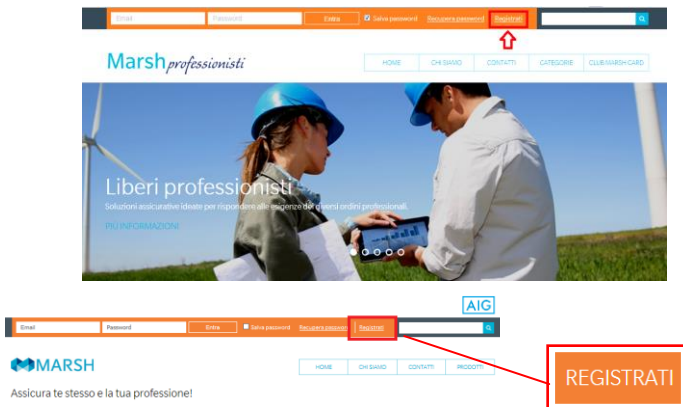 Email Password Entra Salva password Recupera password Registrati
Marsh professionisti
HOME CHI SIAMO CONTATTI CATEGORIE CLUB MARSH CARD
Liberi professionisti
Soluzioni assicurative ideate per rispondere alle esigenze dei diversi ordini professionali.
PIÙ INFORMAZIONI
AIG
Email Password Entra Salva password Recupera password Registrati
MARSH
HOME CHI SIAMO CONTATTI PRODOTTI
REGISTRATI
Assicura te stesso e la tua professione!